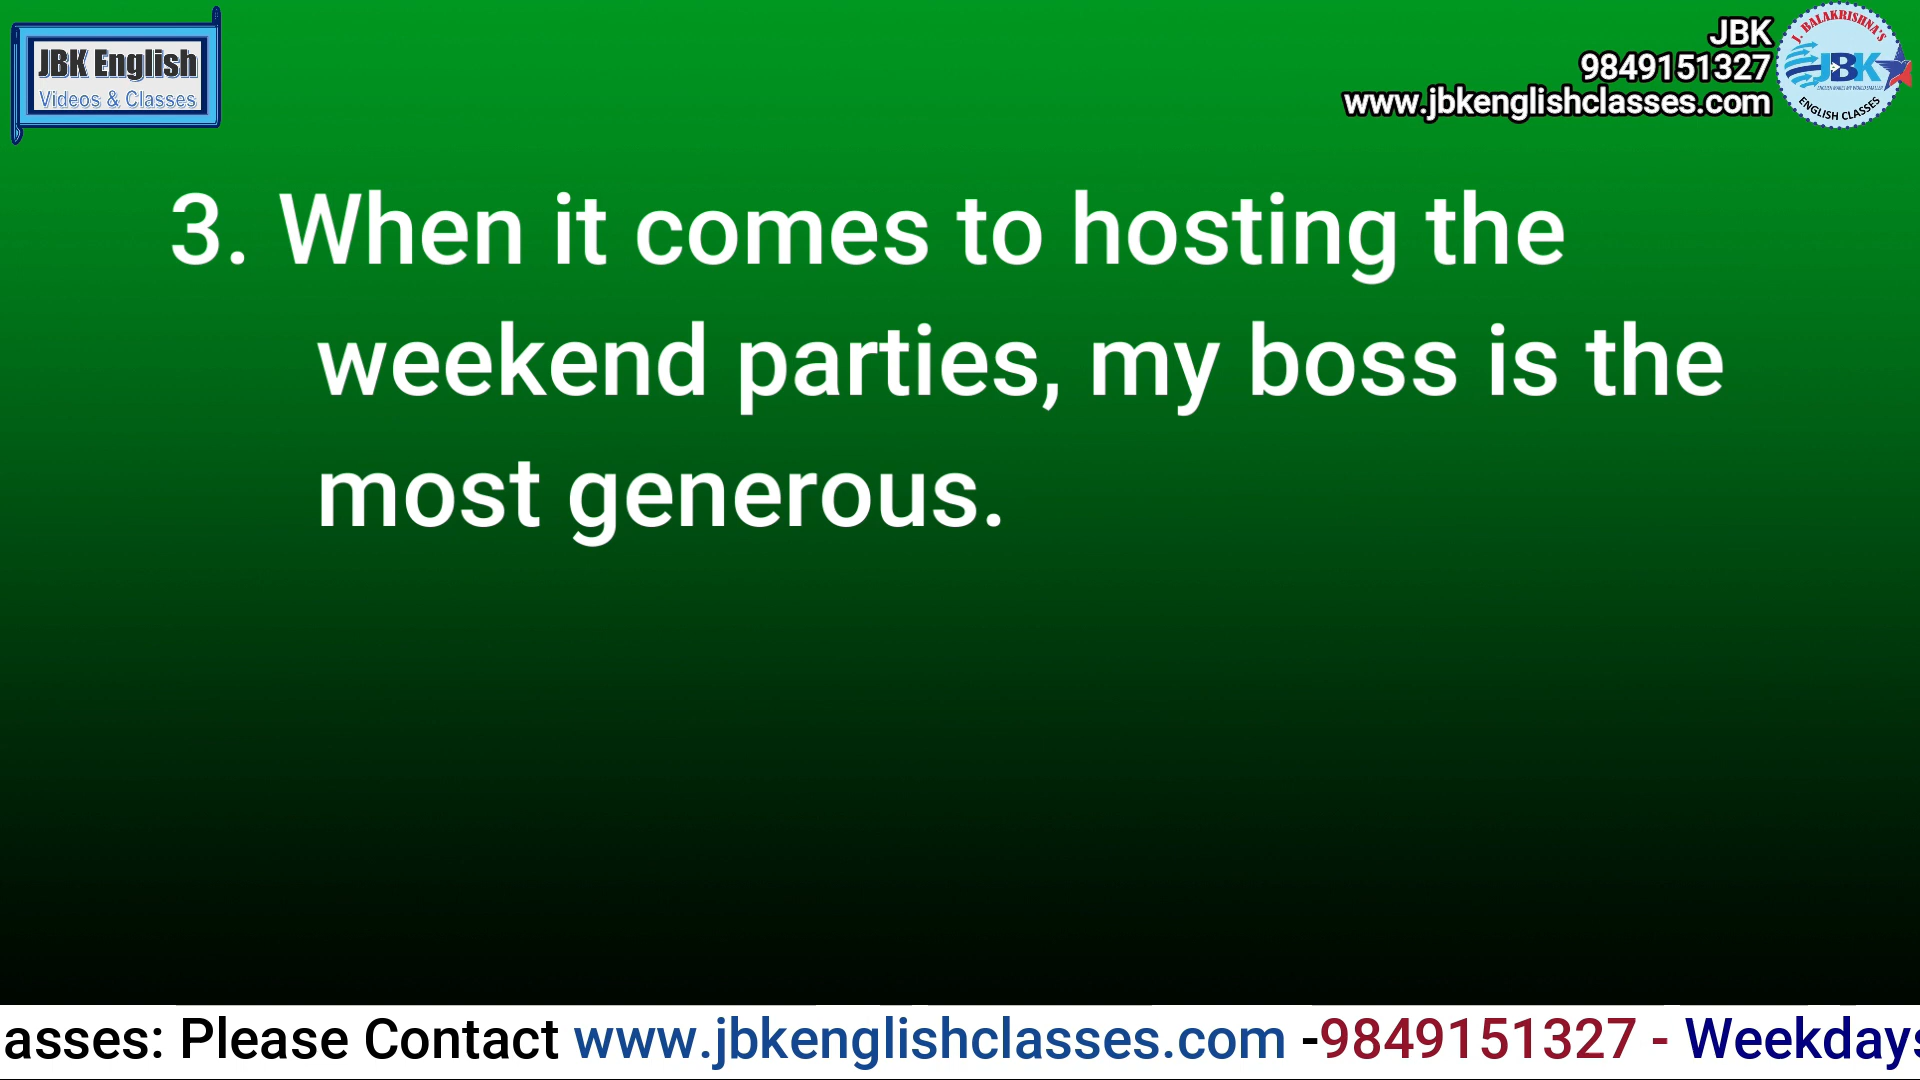 JBK English
Videos & Classes
JBK
9849151327
www.jbkenglishclasses.com
J. BALAKRISHNA'S
JBK
ENGLISH CLASSES
3. When it comes to hosting the
weekend parties, my boss is the
most generous.
asses: Please Contact www.jbkenglishclasses.com -9849151327 - Weekdays